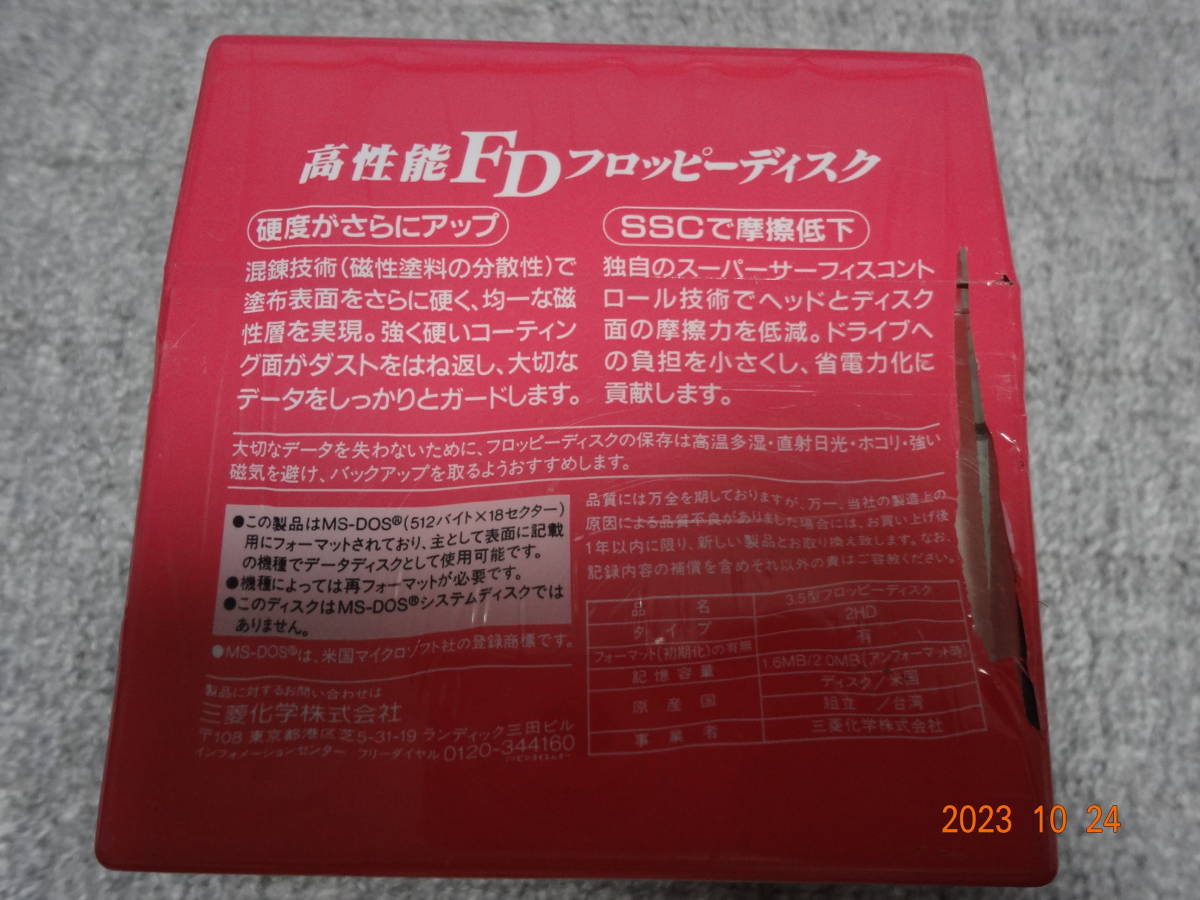 高性能FDフロッピーディスク
硬度がさらにアップ
混錬技術(磁性塗料の分散性)で
塗布表面をさらに硬く、均一な磁
性層を実現。強く硬いコーティン
グ面がダストをはね返し、大切な
データをしっかりとガードします。
SSCで摩擦低下
独自のスーパーサーフィスコント
ロール技術でヘッドとディスク
面の摩擦力を低減。ドライブへ
の負担を小さくし、省電力化に
貢献します。
大切なデータを失わないために、フロッピーディスクの保存は高温多湿・直射日光・ホコリ・強い
磁気を避け、バックアップを取るようおすすめします。
●この製品はMS-DOS®(512バイト×18セクター)
用にフォーマットされており、主として表面に記載
の機種でデータディスクとして使用可能です。
●機種によっては再フォーマットが必要です。
●このディスクはMS-DOS®システムディスクでは
ありません。
●MS-DOS®は、米国マイクロソフト社の登録商標です。
製品に対するお問い合わせは
三菱化学株式会社
〒108 東京都港区芝5-31-19 ランディック三田ビル
インフォメーションセンター フリーダイヤル 0120-344160
品質には万全を期しておりますが、万一、当社の製造上の
原因による品質不良がありました場合には、お買い上げ後
1年以内に限り、新しい製品とお取り換え致します。なお、
記録内容の補償を含めそれ以外の責はご容赦ください。
品名 3.5型フロッピーディスク
タイプ 2HD
フォーマット(初期化)の有無 有
記憶容量 1.6MB/2.0MB(アンフォーマット時)
原産国 ディスク/米国
組立/台湾
事業者 三菱化学株式会社
2023 10 24